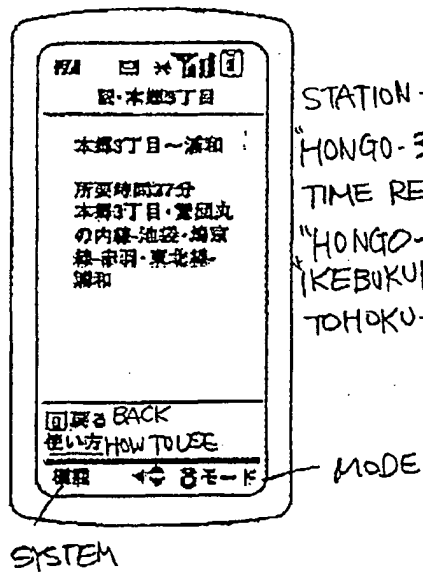 駅・本郷3丁目
本郷3丁目～浦和
所要時間27分
本郷3丁目・営団丸
の内線-池袋・埼京
線-赤羽・東北線-
浦和
戻る BACK
使い方 HOW TO USE
モード
MODE
SYSTEM
STATION-
"HONGO-3
TIME RE
"HONGO-
"IKEBUKU
TOHOKU-